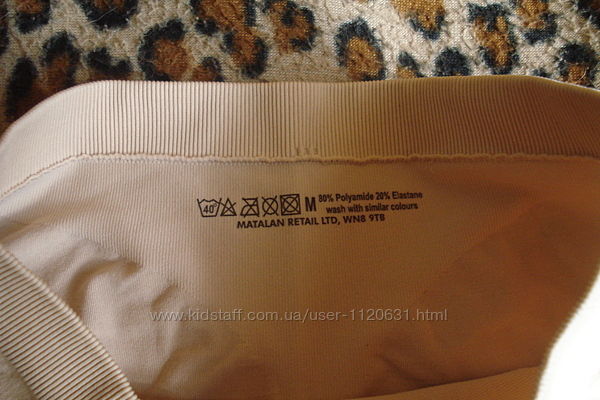 40 M 80% Polyamide 20% Elastane
wash with similar colours
MATALAN RETAIL LTD, WN8 9TB
www.kidstaff.com.ua/user-1120631.html